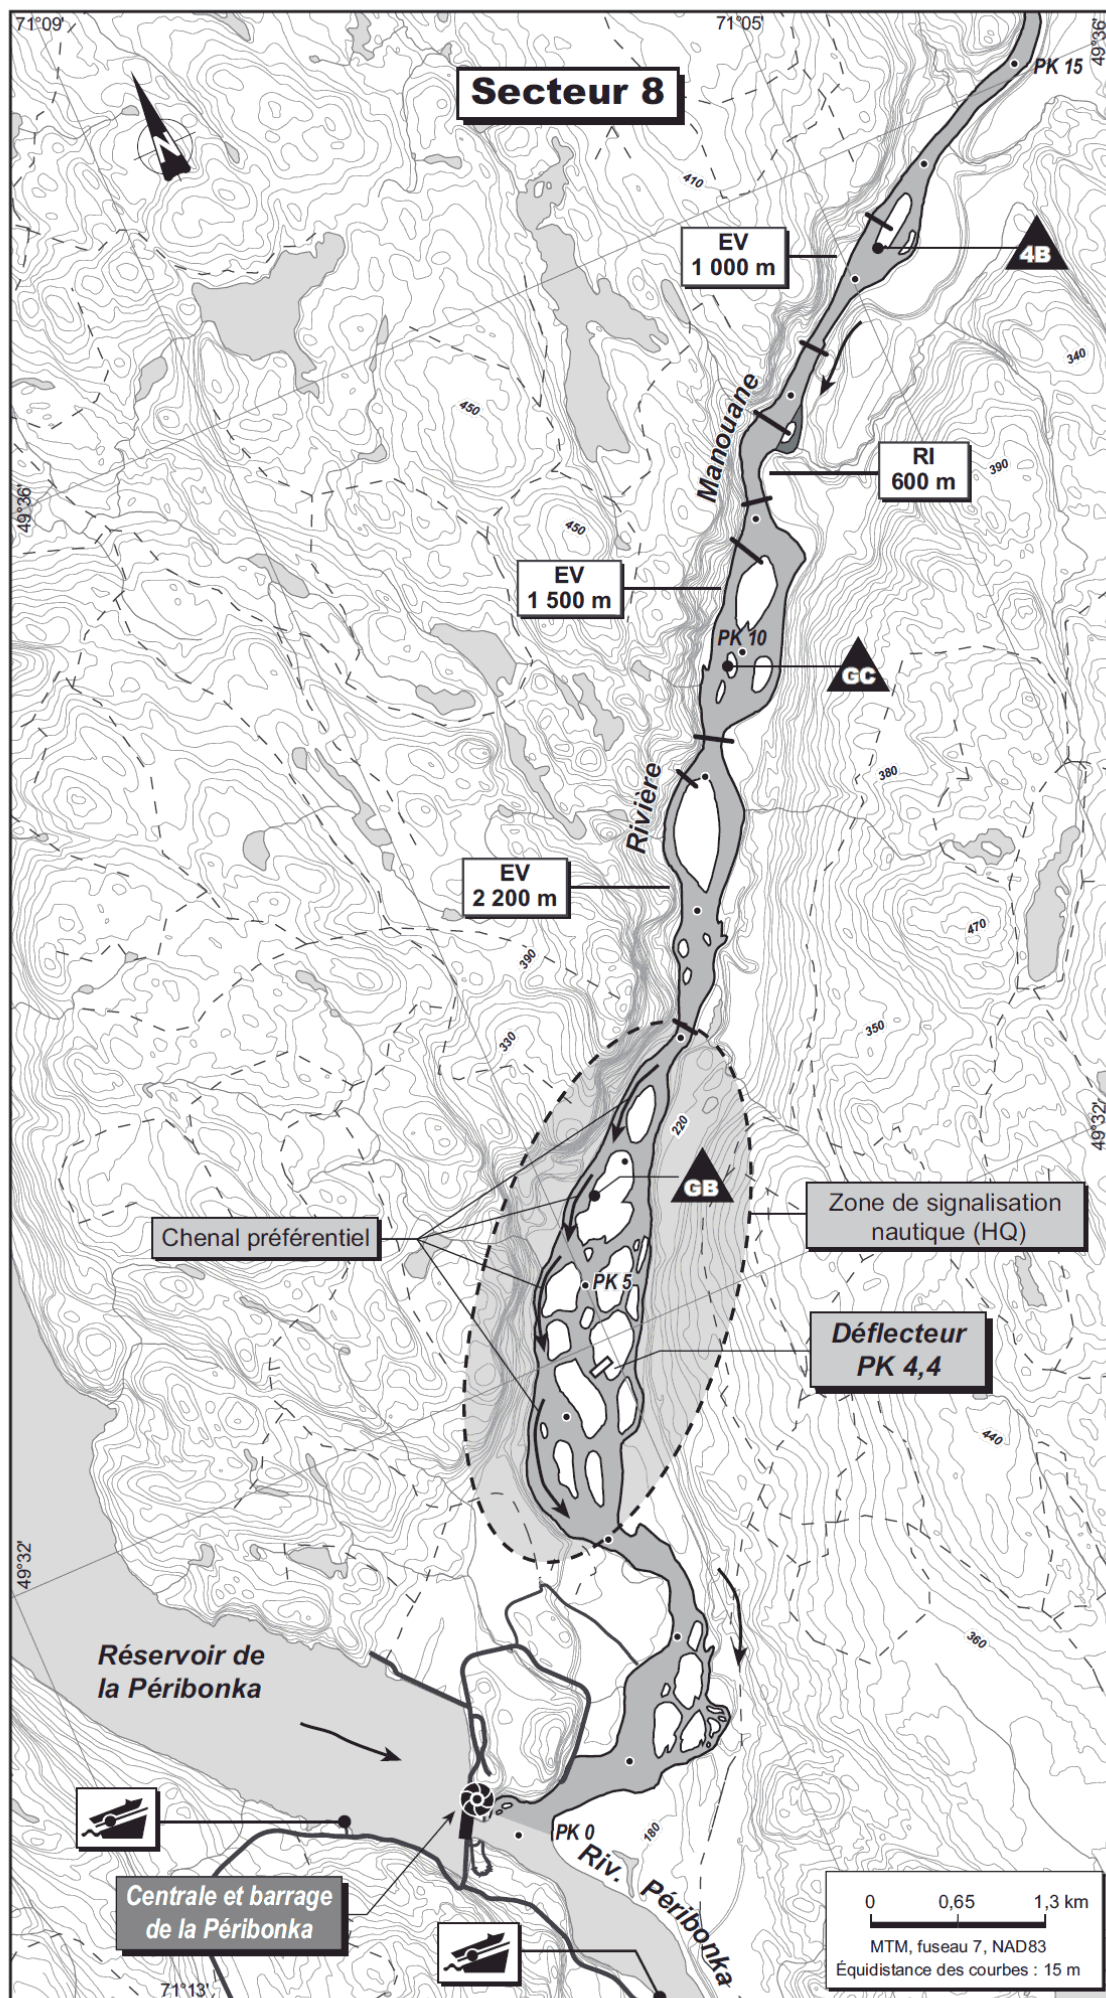 71°09'
71°05'
49°36'
Secteur 8
PK 15
N
410
EV
1 000 m
4B
340
450
Manouane
RI
600 m
390
49°36'
450
EV
1 500 m
PK 10
GC
380
Rivière
EV
2 200 m
470
390
350
330
220
49°32'
GB
Zone de signalisation
nautique (HQ)
Chenal préférentiel
PK 5
Déflecteur
PK 4,4
440
49°32'
360
Réservoir de
la Péribonka
PK 0
180
Riv. Péribonka
Centrale et barrage
de la Péribonka
0 0,65 1,3 km
MTM, fuseau 7, NAD83
Équidistance des courbes : 15 m
71°13'